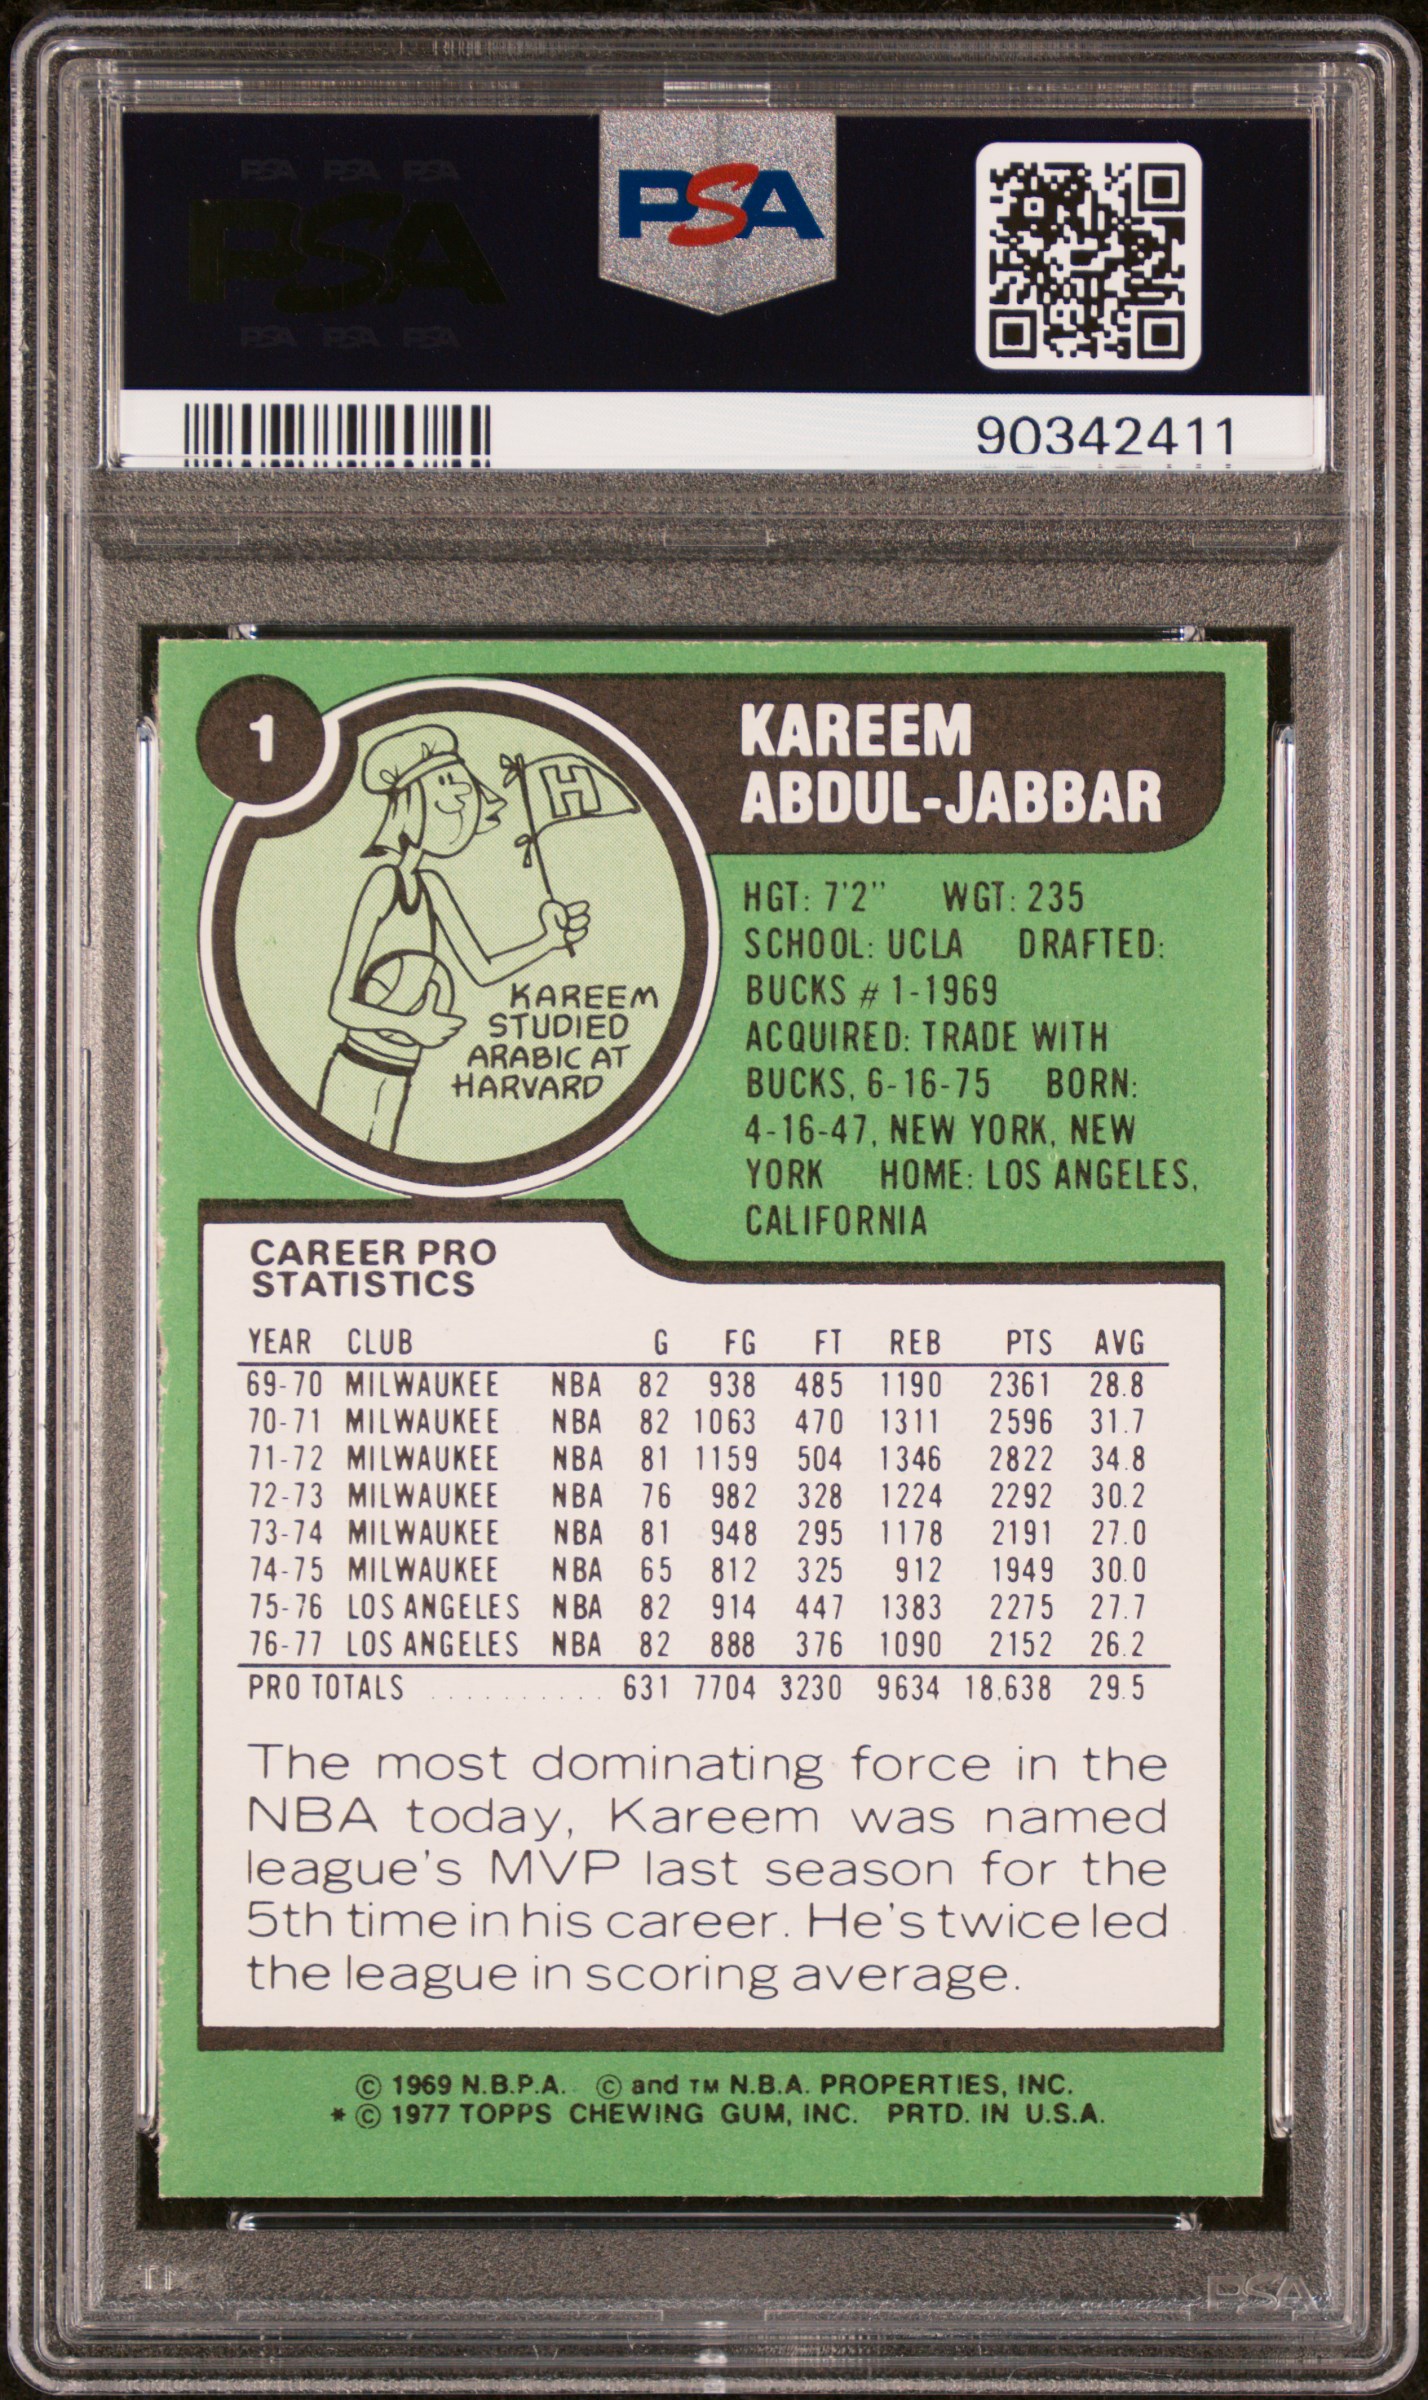 PSA PSA PSA
PSA
PSA PSA PSA
PSA
90342411
1
KAREEM
ABDUL-JABBAR
H
KAREEM
STUDIED
ARABIC AT
HARVARD
HGT: 7'2" WGT: 235
SCHOOL: UCLA DRAFTED:
BUCKS # 1-1969
ACQUIRED: TRADE WITH
BUCKS, 6-16-75 BORN:
4-16-47, NEW YORK, NEW
YORK HOME: LOS ANGELES,
CALIFORNIA
CAREER PRO
STATISTICS
YEAR CLUB G FG FT REB PTS AVG
69-70 MILWAUKEE NBA 82 938 485 1190 2361 28.8
70-71 MILWAUKEE NBA 82 1063 470 1311 2596 31.7
71-72 MILWAUKEE NBA 81 1159 504 1346 2822 34.8
72-73 MILWAUKEE NBA 76 982 328 1224 2292 30.2
73-74 MILWAUKEE NBA 81 948 295 1178 2191 27.0
74-75 MILWAUKEE NBA 65 812 325 912 1949 30.0
75-76 LOS ANGELES NBA 82 914 447 1383 2275 27.7
76-77 LOS ANGELES NBA 82 888 376 1090 2152 26.2
PRO TOTALS .......... 631 7704 3230 9634 18,638 29.5
The most dominating force in the
NBA today, Kareem was named
league's MVP last season for the
5th time in his career. He's twice led
the league in scoring average.
© 1969 N.B.P.A. © and TM N.B.A. PROPERTIES, INC.
* © 1977 TOPPS CHEWING GUM, INC. PRTD. IN U.S.A.
PSA